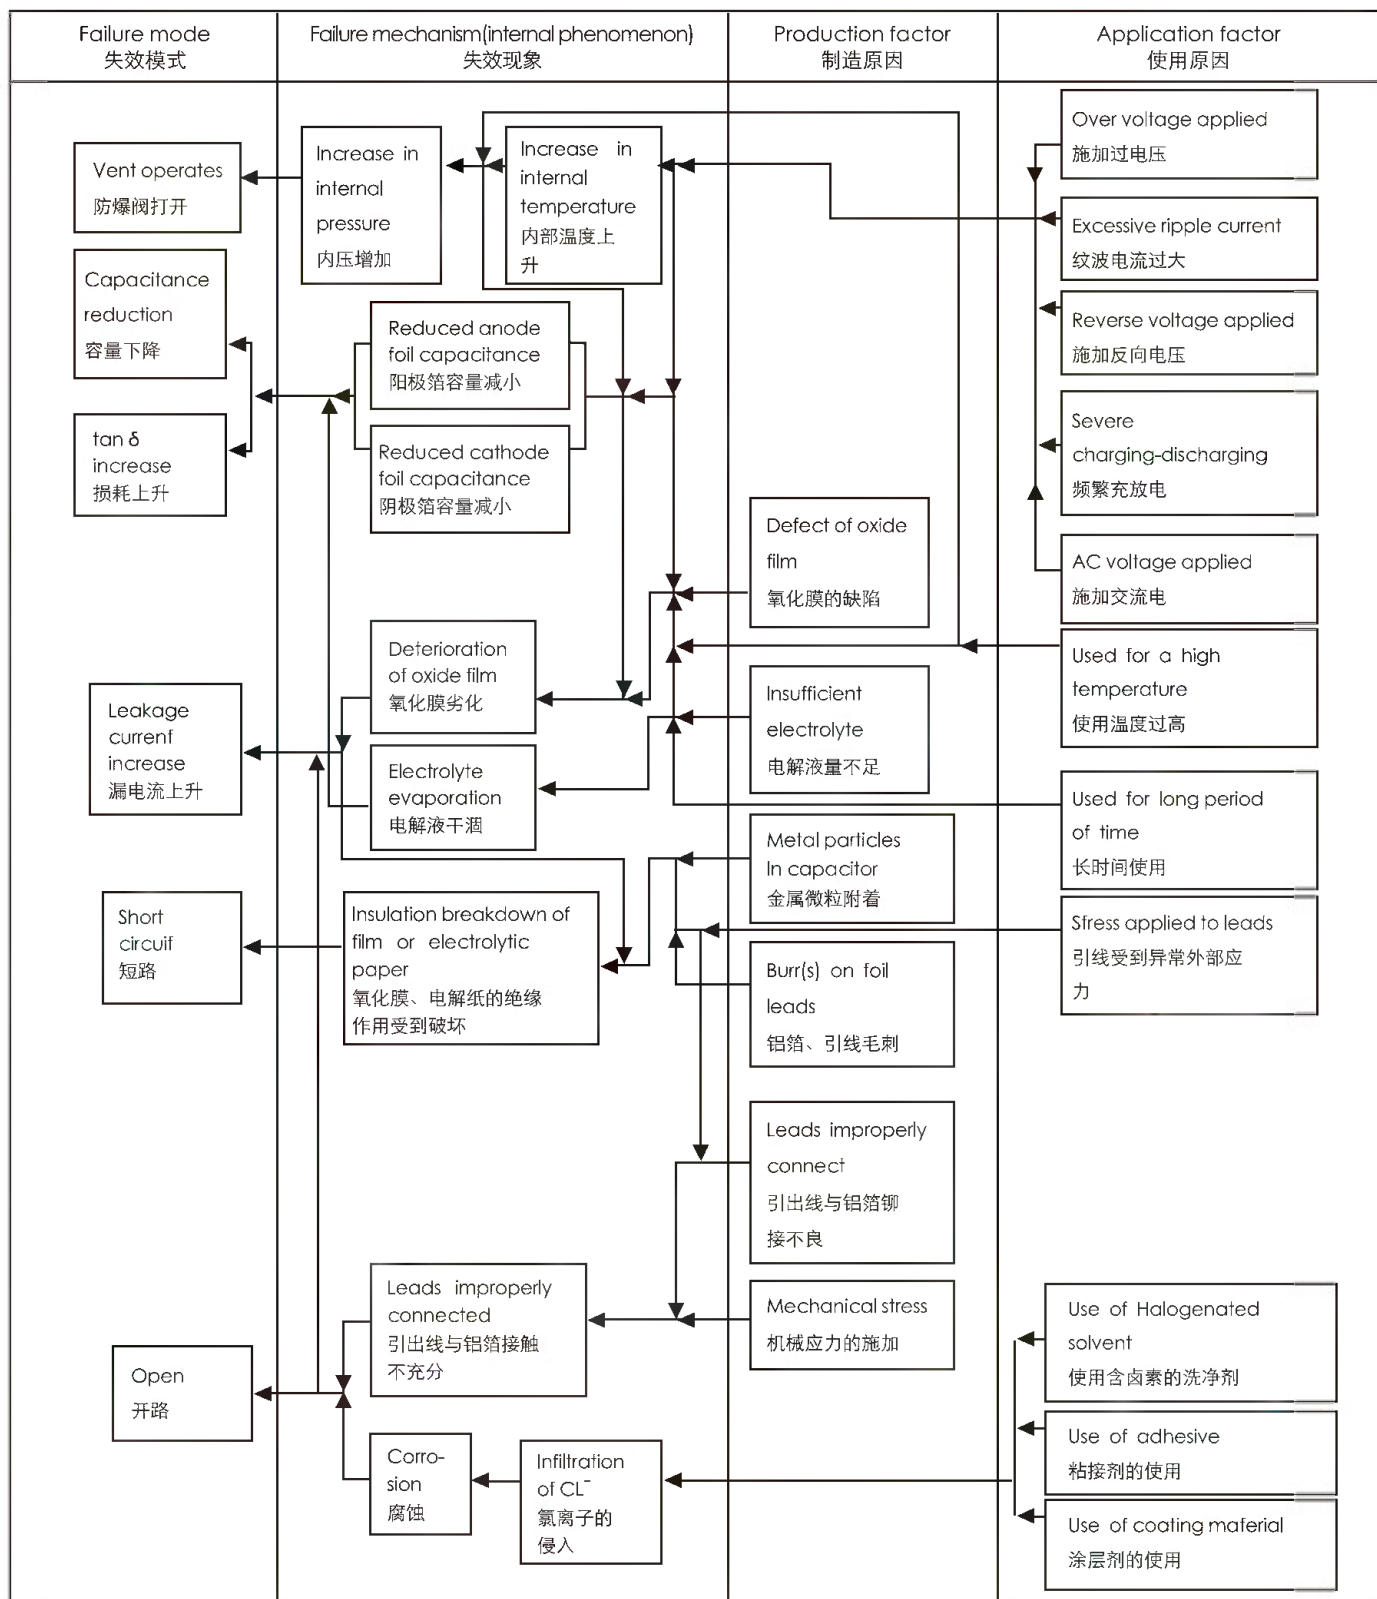 Failure mode
失效模式
Failure mechanism(internal phenomenon)
失效现象
Production factor
制造原因
Application factor
使用原因
Vent operates
防爆阀打开
Capacitance
reduction
容量下降
tan δ
increase
损耗上升
Leakage
current
increase
漏电流上升
Short
circuif
短路
Open
开路
Increase in
internal
pressure
内压增加
Increase in
internal
temperature
内部温度上
升
Reduced anode
foil capacitance
阳极箔容量减小
Reduced cathode
foil capacitance
阴极箔容量减小
Deterioration
of oxide film
氧化膜劣化
Electrolyte
evaporation
电解液干涸
Insulation breakdown of
film or electrolytic
paper
氧化膜、电解纸的绝缘
作用受到破坏
Leads improperly
connected
引出线与铝箔接触
不充分
Corro-
sion
腐蚀
Infiltration
of CL⁻
氯离子的
侵入
Defect of oxide
film
氧化膜的缺陷
Insufficient
electrolyte
电解液量不足
Metal particles
In capacitor
金属微粒附着
Burr(s) on foil
leads
铝箔、引线毛刺
Leads improperly
connect
引出线与铝箔铆
接不良
Mechanical stress
机械应力的施加
Over voltage applied
施加过电压
Excessive ripple current
纹波电流过大
Reverse voltage applied
施加反向电压
Severe
charging-discharging
频繁充放电
AC voltage applied
施加交流电
Used for a high
temperature
使用温度过高
Used for long period
of time
长时间使用
Sfress applied to leads
引线受到异常外部应
力
Use of Halogenated
solvent
使用含卤素的洗净剂
Use of adhesive
粘接剂的使用
Use of coating maferial
涂层剂的使用